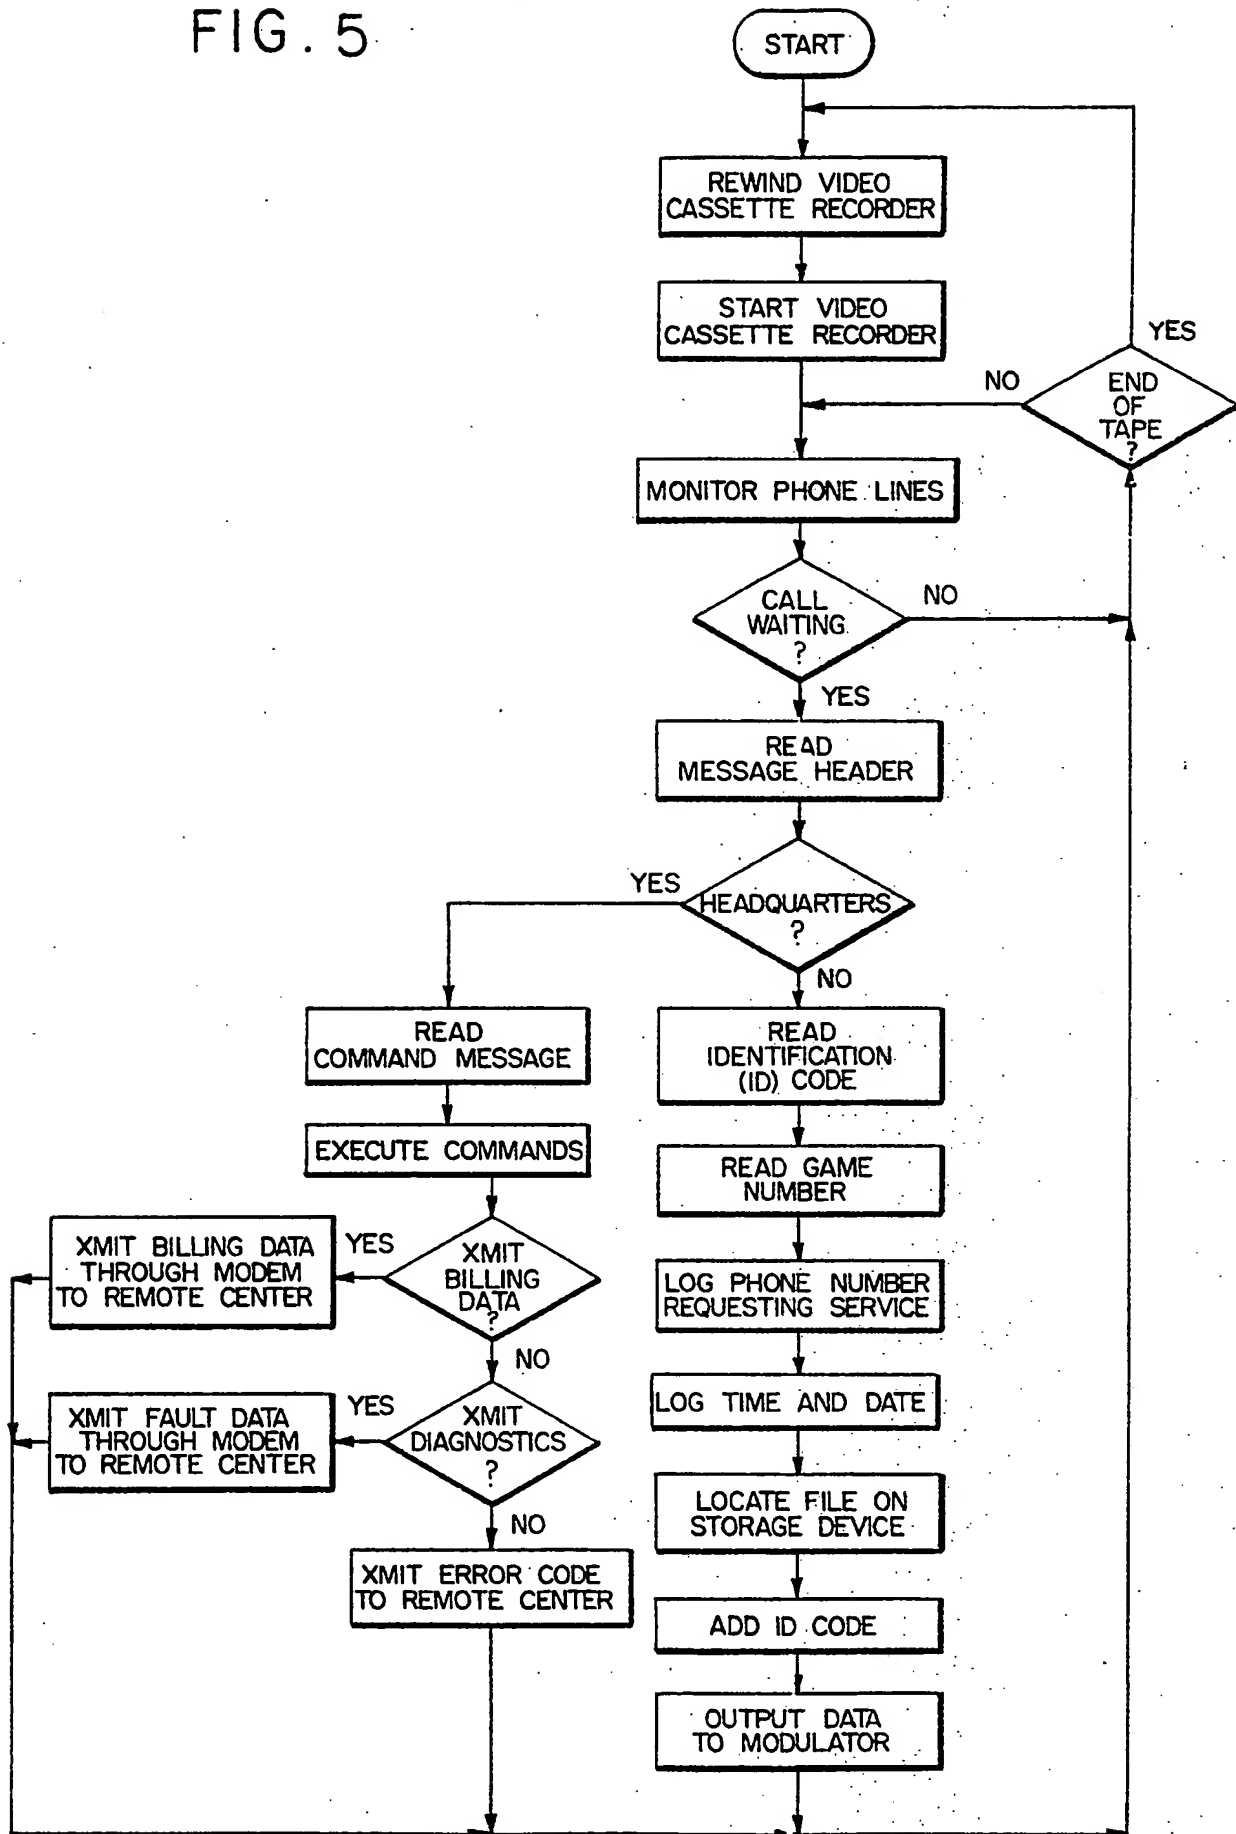 FIG. 5
START
REWIND VIDEO
CASSETTE RECORDER
START VIDEO
CASSETTE RECORDER
YES
NO
END
OF
TAPE
?
MONITOR PHONE LINES
CALL
WAITING
?
NO
YES
READ
MESSAGE HEADER
YES
HEADQUARTERS
?
NO
READ
COMMAND MESSAGE
READ
IDENTIFICATION
(ID) CODE
EXECUTE COMMANDS
READ GAME
NUMBER
XMIT BILLING DATA
THROUGH MODEM
TO REMOTE CENTER
YES
XMIT
BILLING
DATA
?
LOG PHONE NUMBER
REQUESTING SERVICE
NO
XMIT FAULT DATA
THROUGH MODEM
TO REMOTE CENTER
YES
XMIT
DIAGNOSTICS
?
LOG TIME AND DATE
NO
LOCATE FILE ON
STORAGE DEVICE
XMIT ERROR CODE
TO REMOTE CENTER
ADD ID CODE
OUTPUT DATA
TO MODULATOR